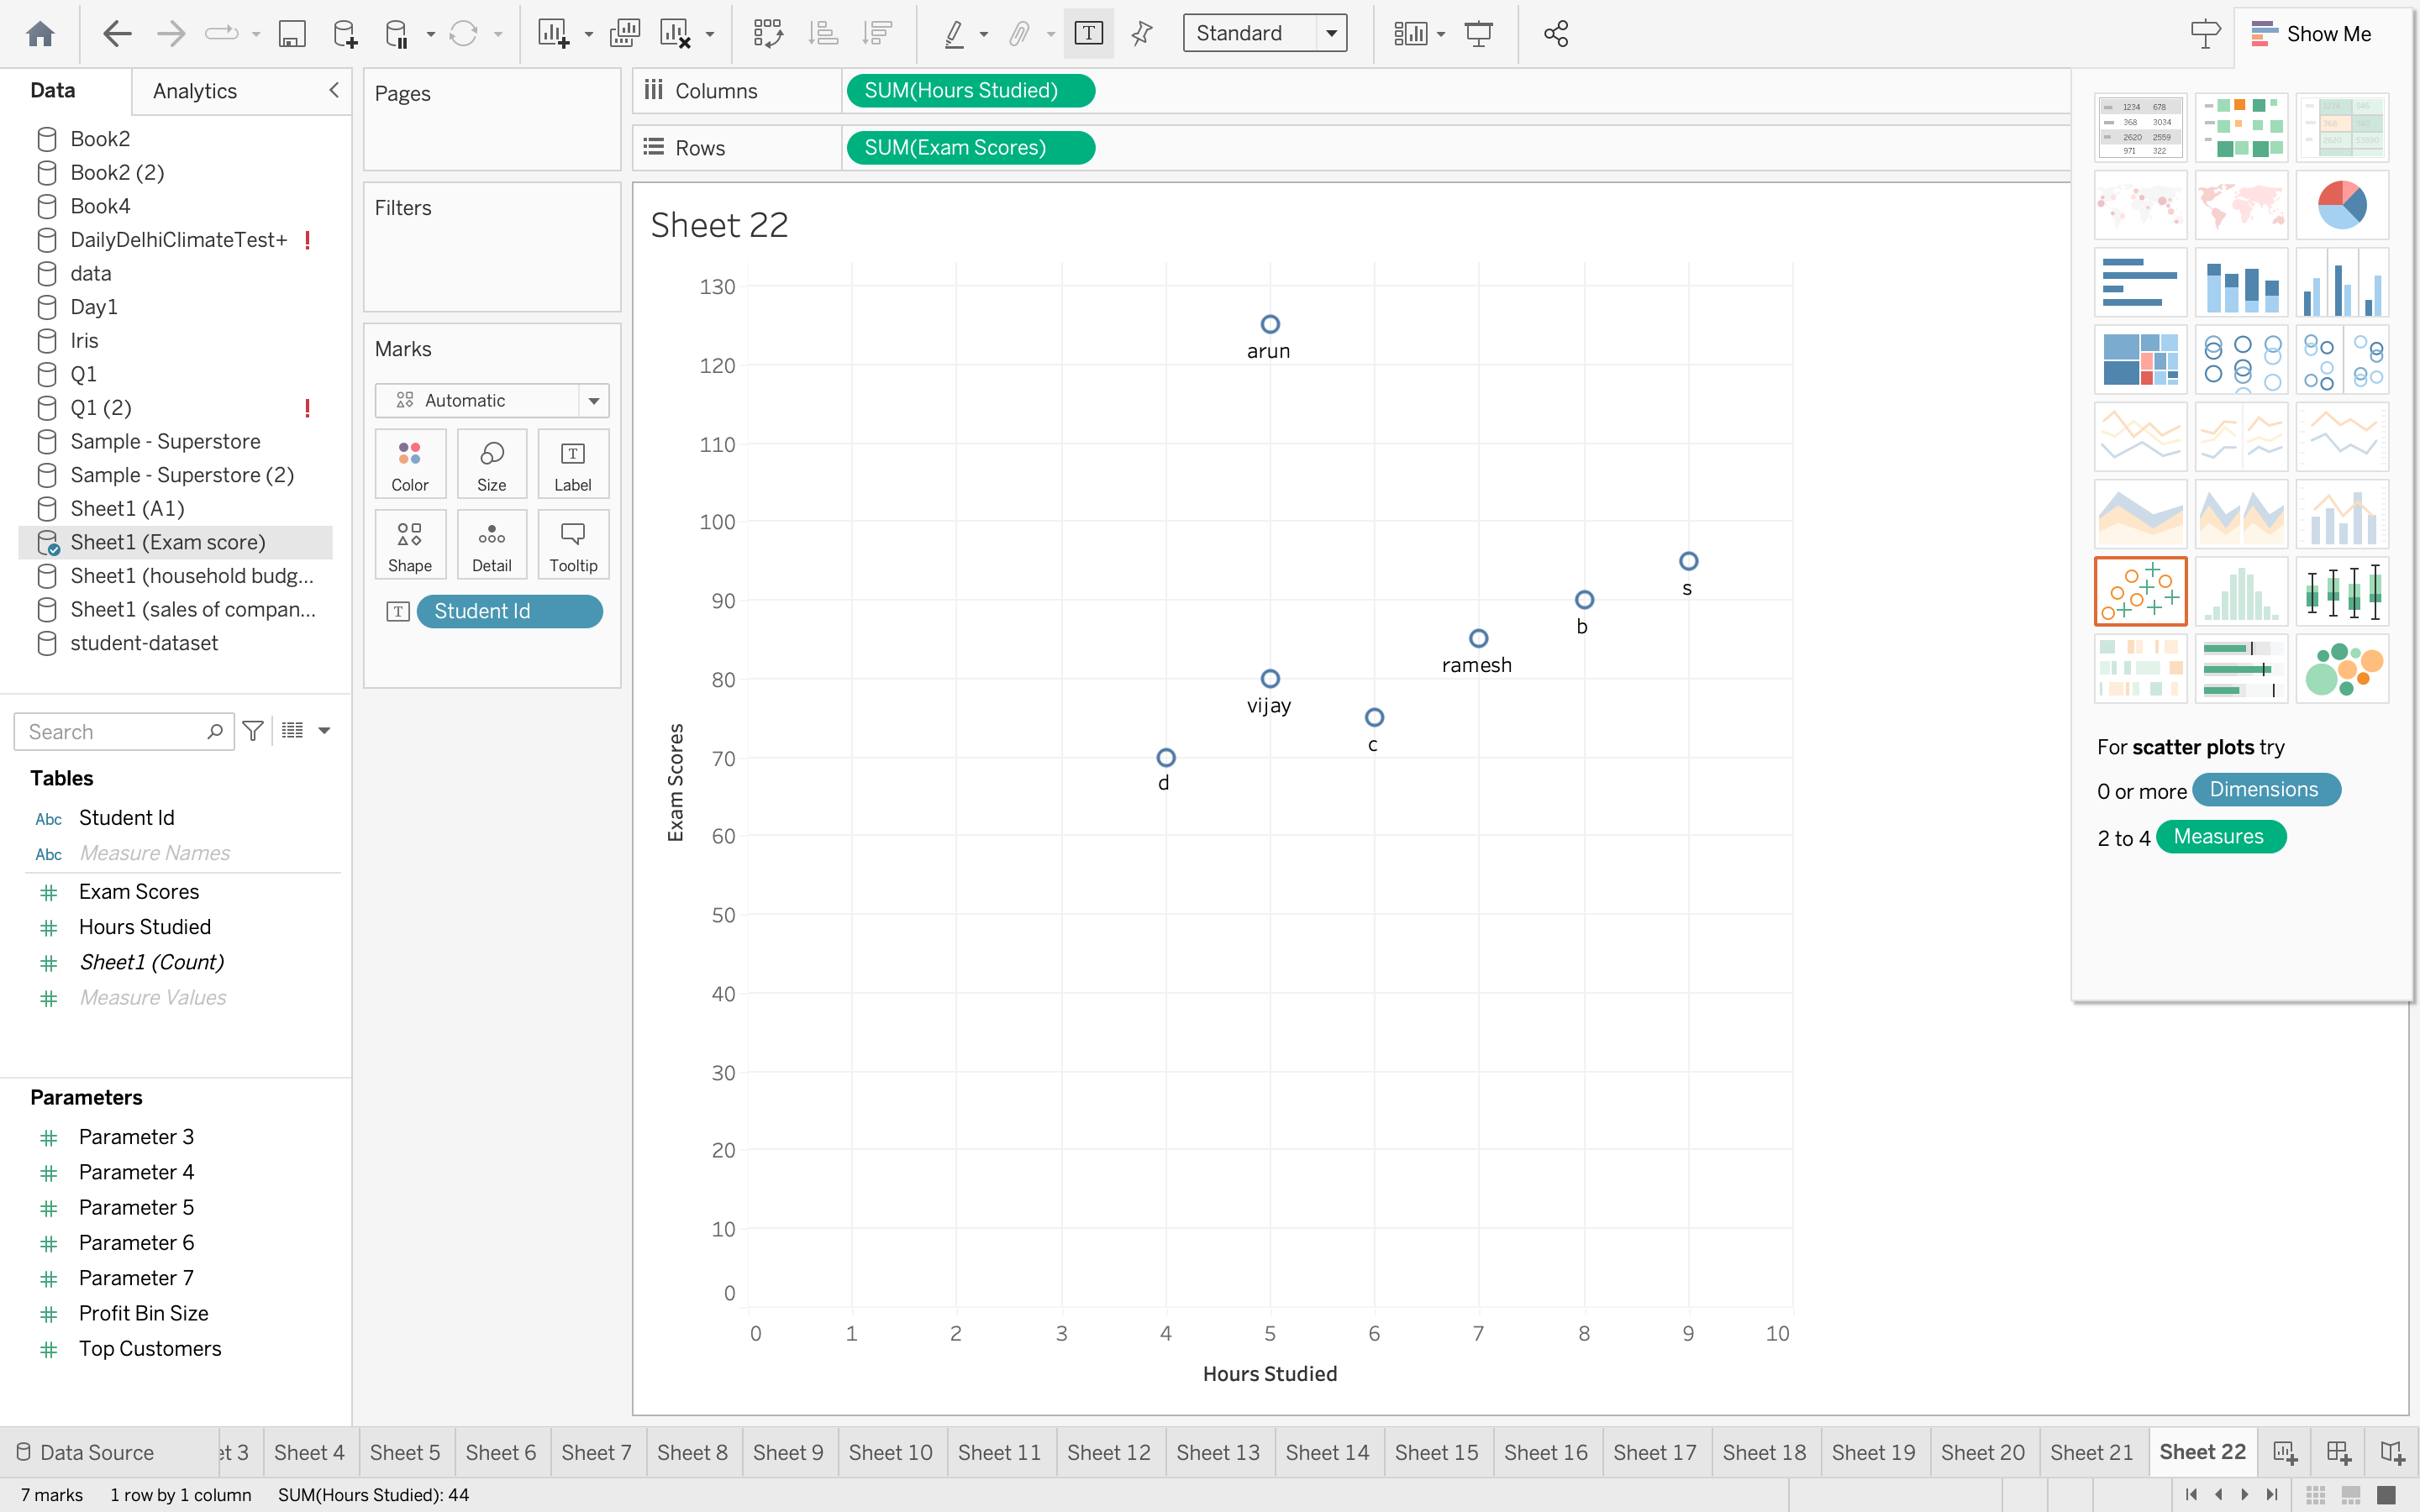 Standard
Show Me
Data
Analytics
Book2
Book2 (2)
Book4
DailyDelhiClimateTest+
data
Day1
Iris
Q1
Q1 (2)
Sample - Superstore
Sample - Superstore (2)
Sheet1 (A1)
Sheet1 (Exam score)
Sheet1 (household budg...
Sheet1 (sales of compan...
student-dataset
Search
Tables
Abc Student Id
Abc Measure Names
Exam Scores
Hours Studied
Sheet1 (Count)
Measure Values
Parameters
Parameter 3
Parameter 4
Parameter 5
Parameter 6
Parameter 7
Profit Bin Size
Top Customers
Pages
Filters
Marks
Automatic
Color Size Label
Shape Detail Tooltip
Student Id
Columns SUM(Hours Studied)
Rows SUM(Exam Scores)
Sheet 22
130
120
110
100
90
80
70
60
50
40
30
20
10
0
Exam Scores
arun
s
b
ramesh
vijay
c
d
0 1 2 3 4 5 6 7 8 9 10
Hours Studied
1234 678
368 3034
2620 2559
971 322
For scatter plots try
0 or more Dimensions
2 to 4 Measures
Data Source et 3 Sheet 4 Sheet 5 Sheet 6 Sheet 7 Sheet 8 Sheet 9 Sheet 10 Sheet 11 Sheet 12 Sheet 13 Sheet 14 Sheet 15 Sheet 16 Sheet 17 Sheet 18 Sheet 19 Sheet 20 Sheet 21 Sheet 22
7 marks 1 row by 1 column SUM(Hours Studied): 44